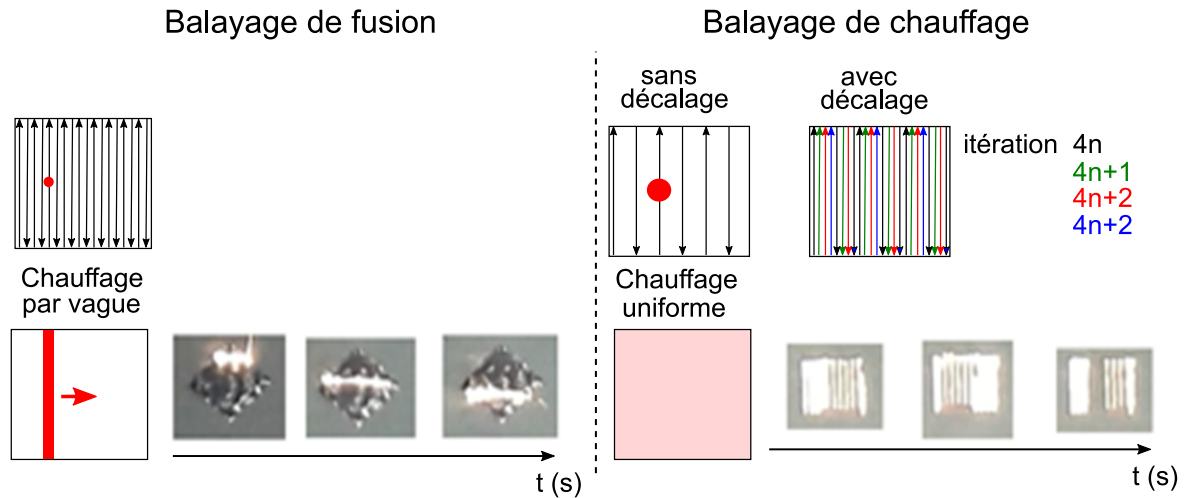 Balayage de fusion
Balayage de chauffage
sans
décalage
avec
décalage
itération 4n
4n+1
4n+2
4n+2
Chauffage
par vague
Chauffage
uniforme
t (s)
t (s)